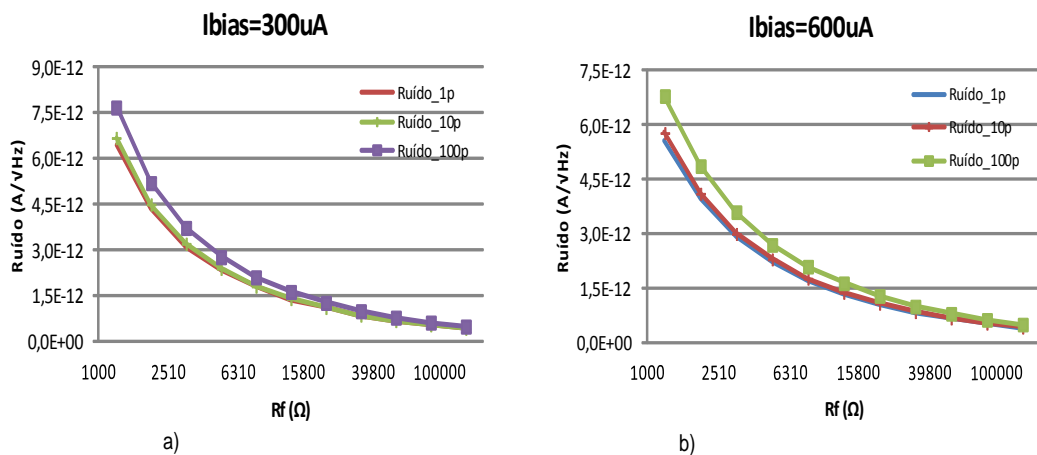 Ibias=300uA
Ruído (A/√Hz)
9,0E-12
7,5E-12
6,0E-12
4,5E-12
3,0E-12
1,5E-12
0,0E+00
Ruído_1p
Ruído_10p
Ruído_100p
1000 2510 6310 15800 39800 100000
Rf (Ω)
a)
Ibias=600uA
Ruído (A/√Hz)
7,5E-12
6,0E-12
4,5E-12
3,0E-12
1,5E-12
0,0E+00
Ruído_1p
Ruído_10p
Ruído_100p
1000 2510 6310 15800 39800 100000
Rf (Ω)
b)